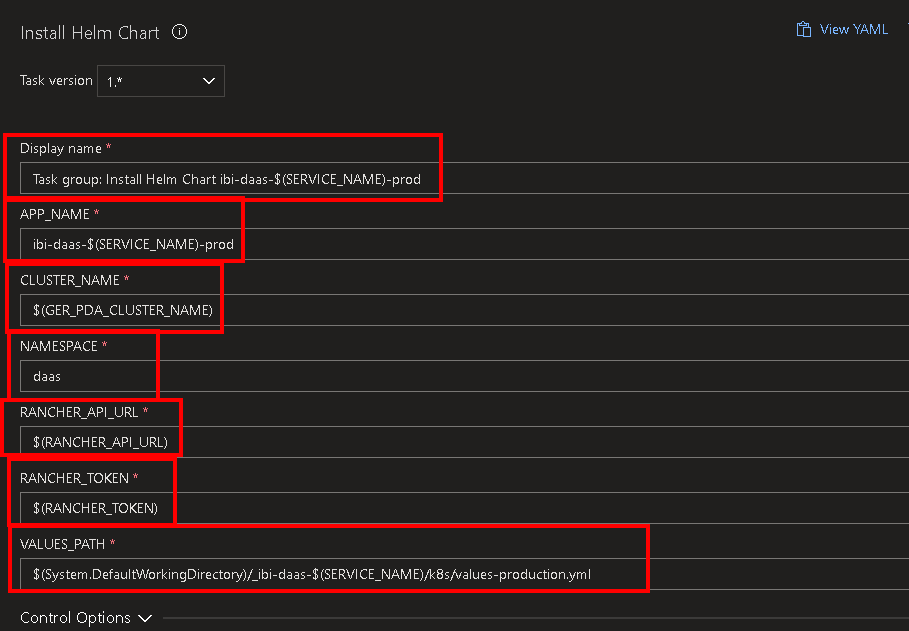 Install Helm Chart
View YAML
Task version 1.*
Display name *
Task group: Install Helm Chart ibi-daas-$(SERVICE_NAME)-prod
APP_NAME *
ibi-daas-$(SERVICE_NAME)-prod
CLUSTER_NAME *
$(GER_PDA_CLUSTER_NAME)
NAMESPACE *
daas
RANCHER_API_URL *
$(RANCHER_API_URL)
RANCHER_TOKEN *
$(RANCHER_TOKEN)
VALUES_PATH *
$(System.DefaultWorkingDirectory)/_ibi-daas-$(SERVICE_NAME)/k8s/values-production.yml
Control Options